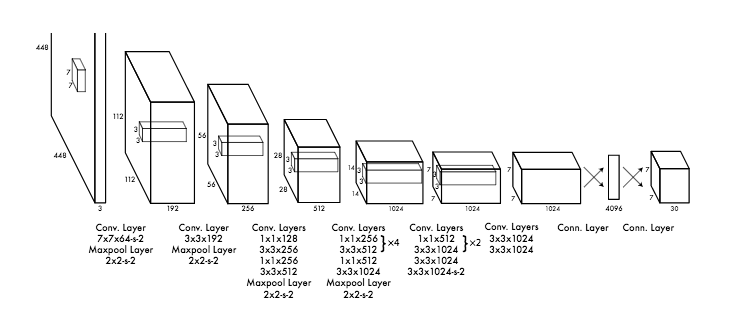 448
7
7
448
3
112
3
3
112
192
56
3
3
56
256
28
3
3
28
512
14
3
3
14
1024
7
3
3
7
1024
7
7
1024
4096
7
7
30
Conv. Layer
7x7x64-s-2
Maxpool Layer
2x2-s-2
Conv. Layer
3x3x192
Maxpool Layer
2x2-s-2
Conv. Layers
1x1x128
3x3x256
1x1x256
3x3x512
Maxpool Layer
2x2-s-2
Conv. Layers
1x1x256
3x3x512 }×4
1x1x512
3x3x1024
Maxpool Layer
2x2-s-2
Conv. Layers
1x1x512
3x3x1024 }×2
3x3x1024
3x3x1024-s-2
Conv. Layers
3x3x1024
3x3x1024
Conn. Layer
Conn. Layer